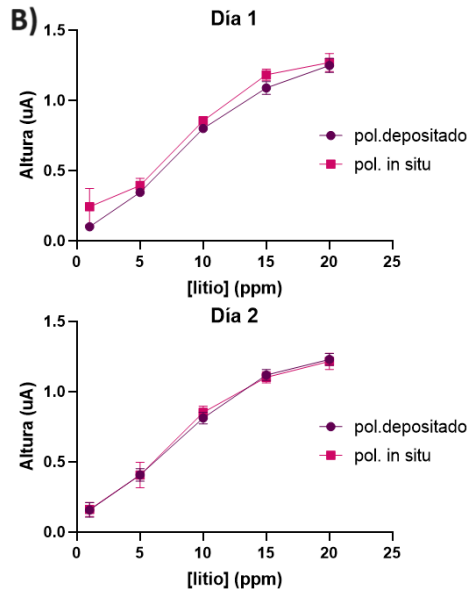 B)
Día 1
Altura (uA)
1.5
1.0
0.5
0.0
0 5 10 15 20 25
[litio] (ppm)
pol.depositado
pol. in situ
Día 2
Altura (uA)
1.5
1.0
0.5
0.0
0 5 10 15 20 25
[litio] (ppm)
pol.depositado
pol. in situ